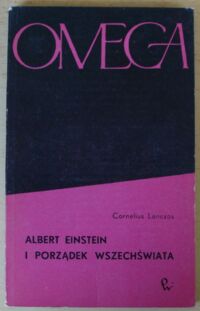 OMEGA
Cornelius Lanczos
ALBERT EINSTEIN
I PORZĄDEK WSZECHŚWIATA